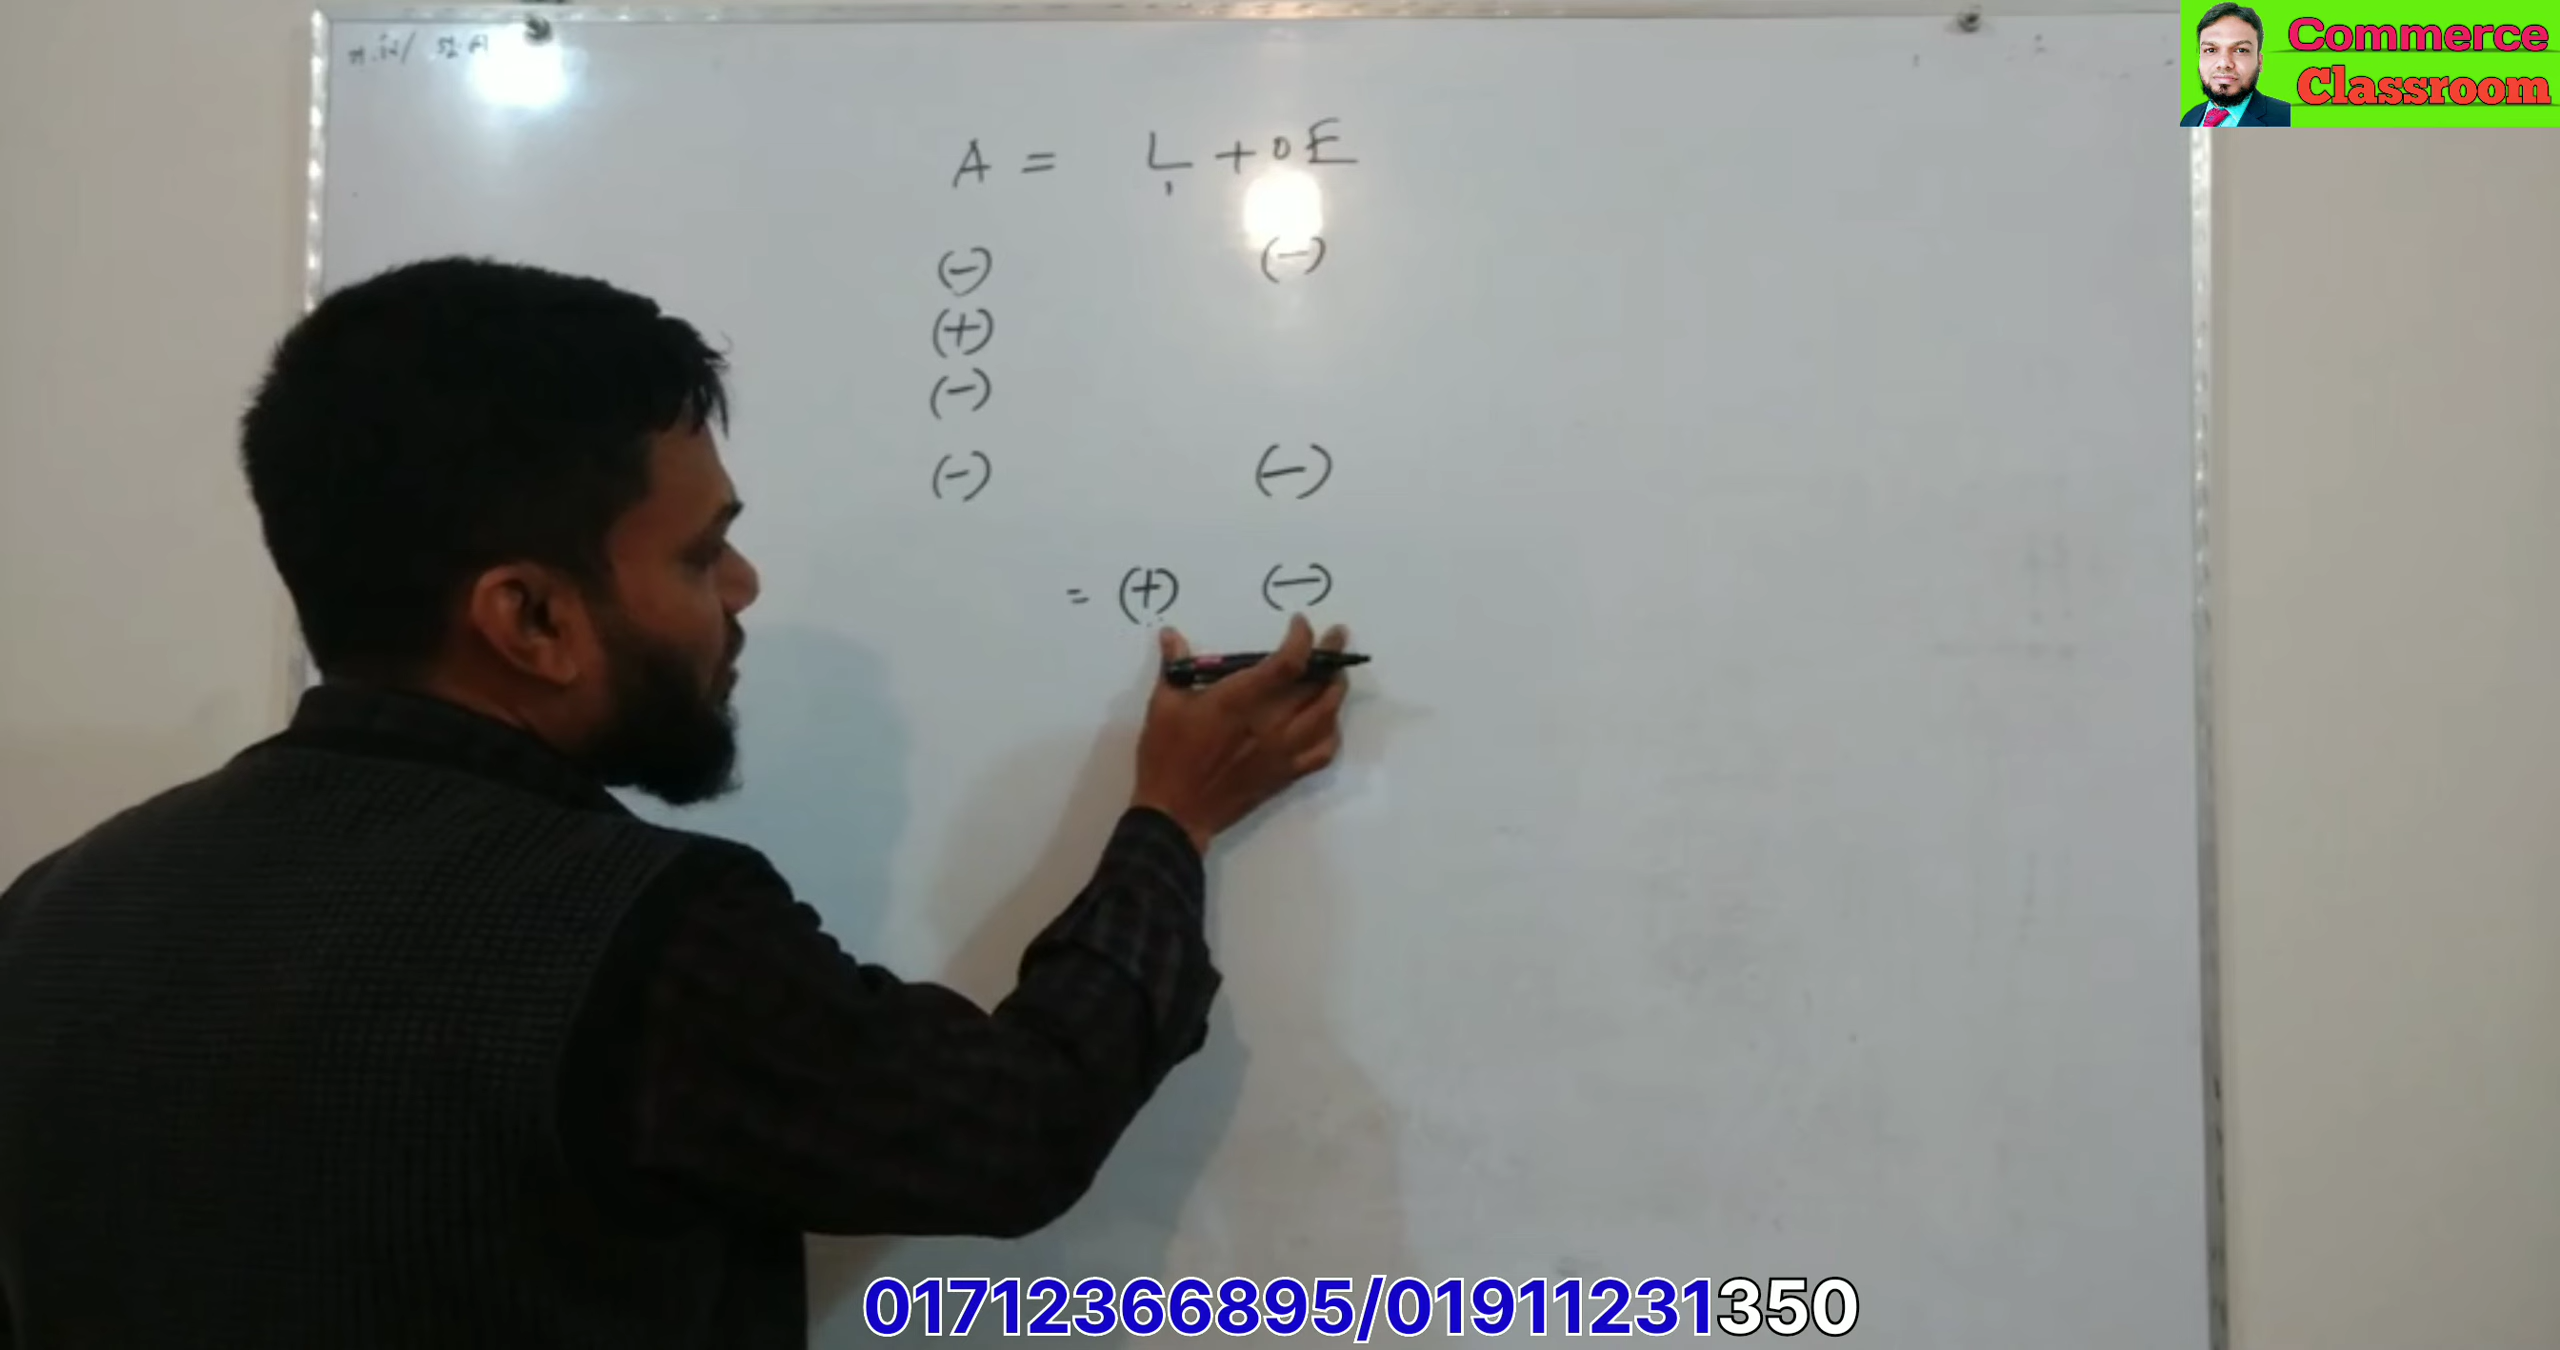 Commerce
Classroom
A = L + OE
(-) (-)
(+)
(-)
(-) (-)
= (+) (-)
01712366895/01911231350